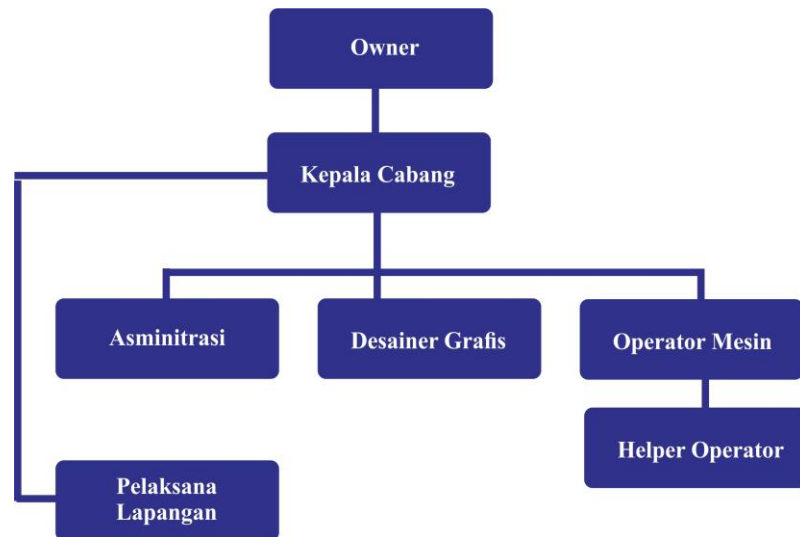 Owner
Kepala Cabang
Asminitrasi
Desainer Grafis
Operator Mesin
Helper Operator
Pelaksana
Lapangan